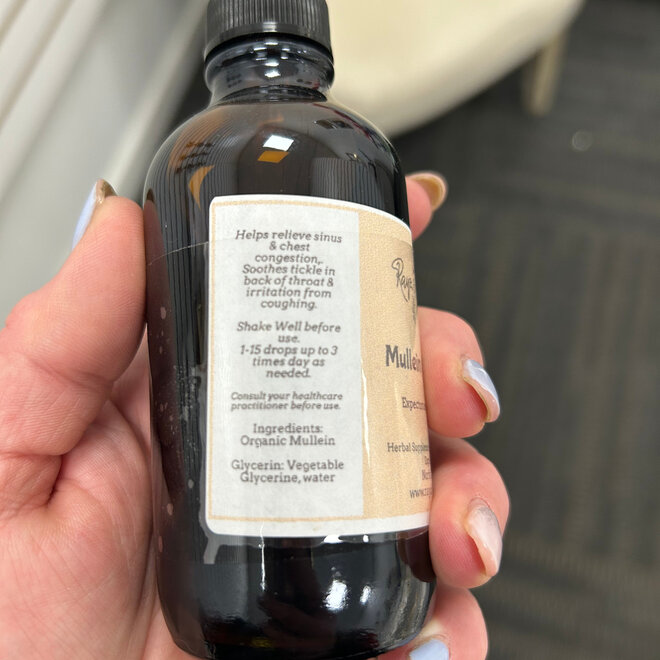 Helps relieve sinus
& chest
congestion,.
Soothes tickle in
back of throat &
irritation from
coughing.
Shake Well before
use.
1-15 drops up to 3
times day as
needed.
Consult your healthcare
practitioner before use.
Ingredients:
Organic Mullein
Glycerin: Vegetable
Glycerine, water
Mullein
Herbal